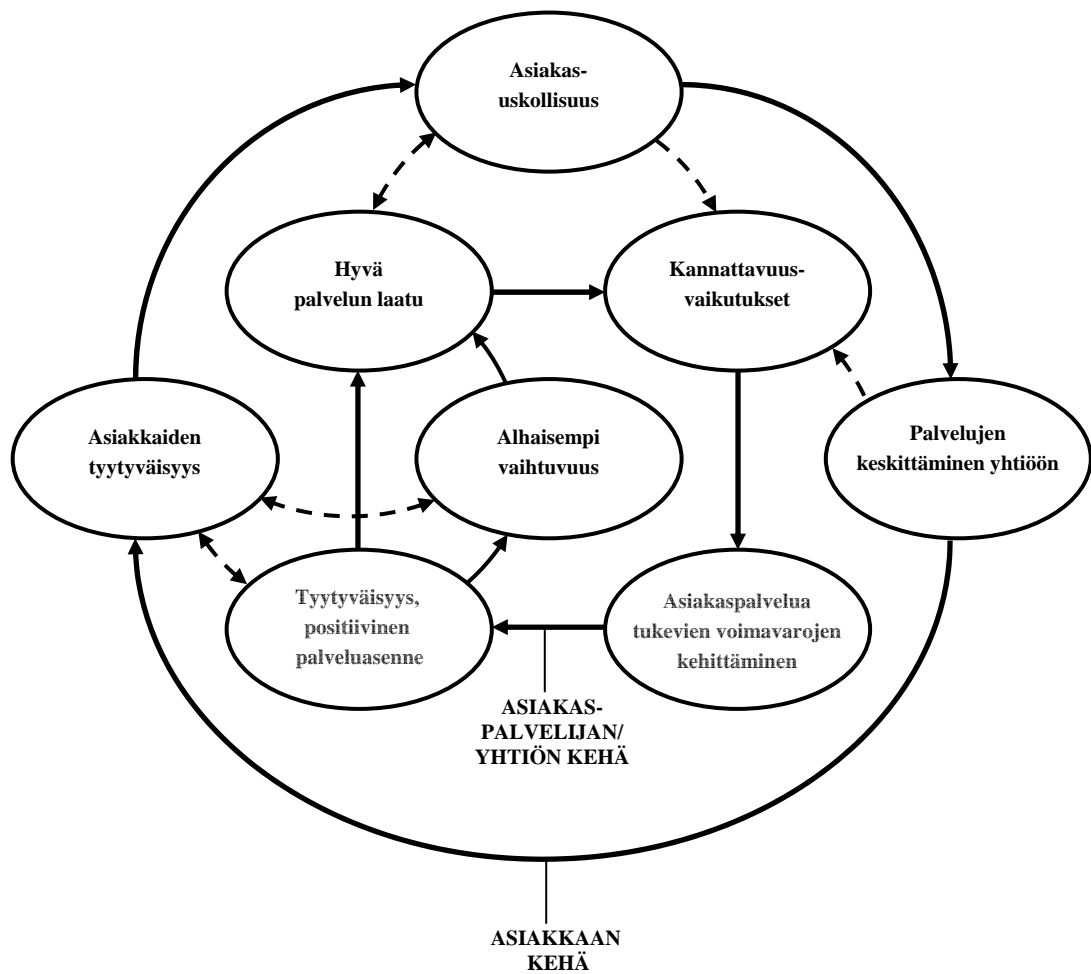 Asiakas-
uskollisuus
Hyvä
palvelun laatu
Kannattavuus-
vaikutukset
Asiakkaiden
tyytyväisyys
Alhaisempi
vaihtuvuus
Palvelujen
keskittäminen yhtiöön
Tyytyväisyys,
positiivinen
palveluasenne
Asiakaspalvelua
tukevien voimavarojen
kehittäminen
ASIAKAS-
PALVELIJAN/
YHTIÖN KEHÄ
ASIAKKAAN
KEHÄ